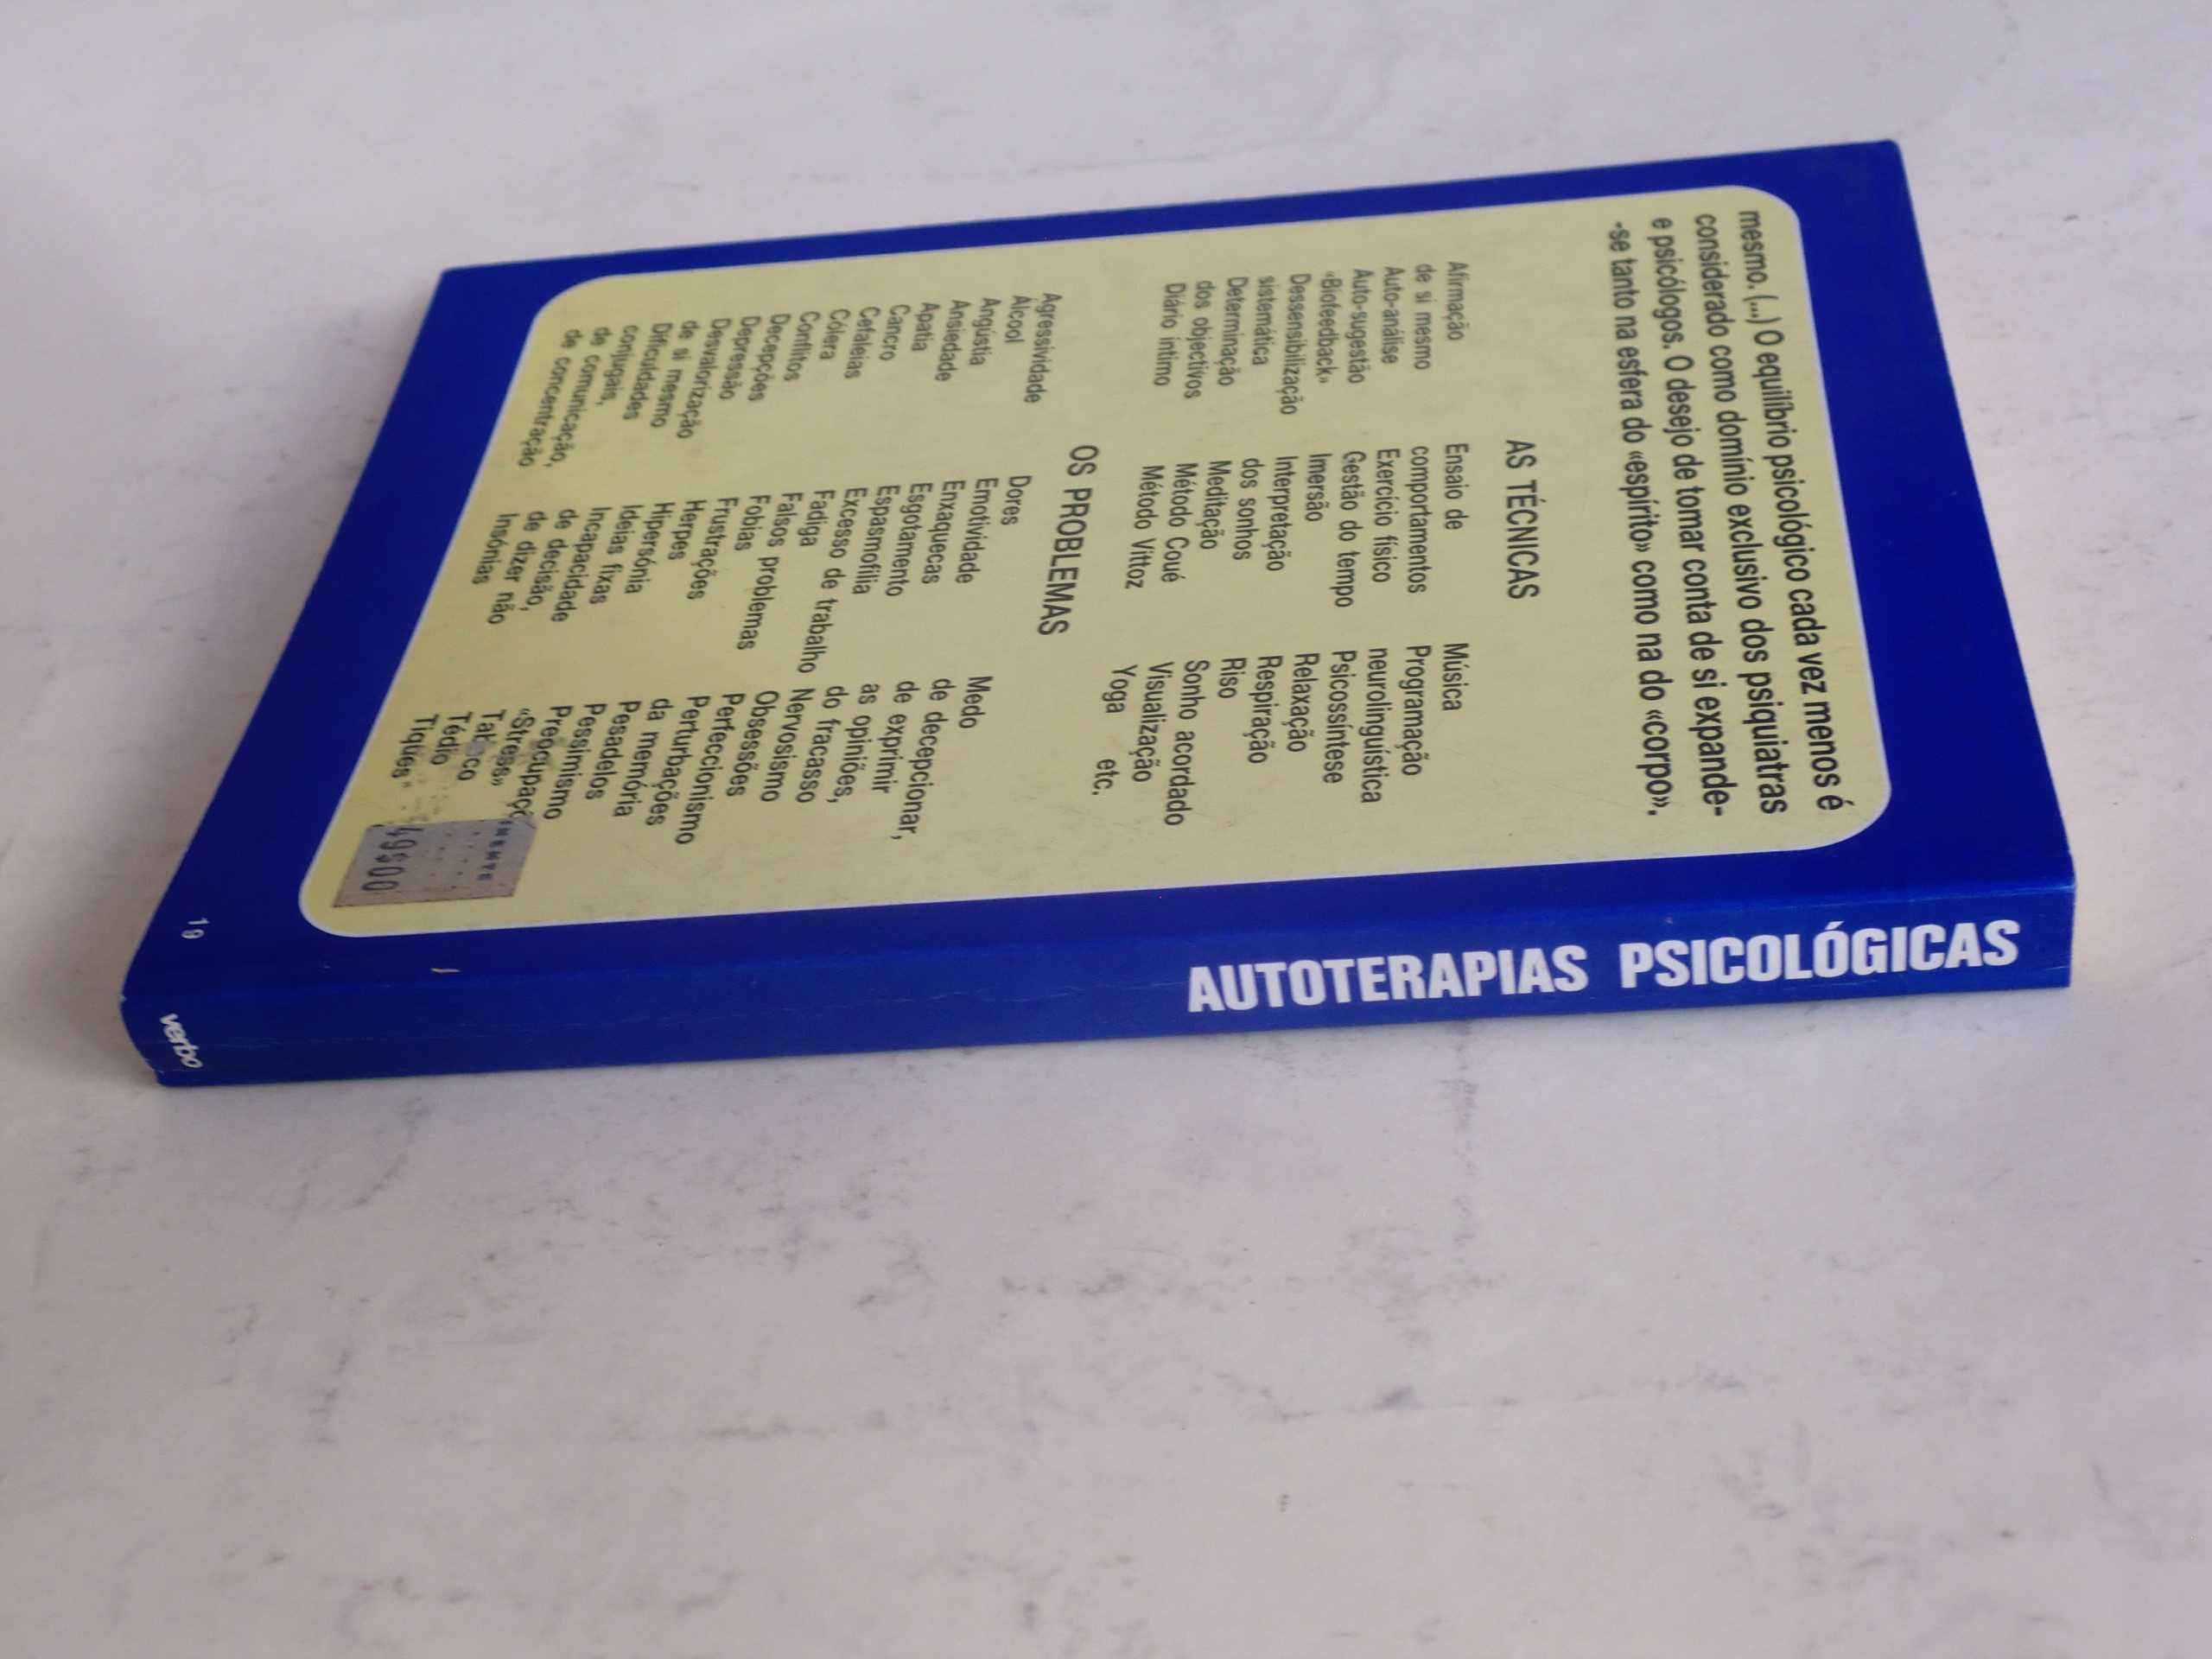 mesmo. (...) O equilíbrio psicológico cada vez menos é
considerado como domínio exclusivo dos psiquiatras
e psicólogos. O desejo de tomar conta de si expande-
-se tanto na esfera do «espírito» como na do «corpo».
AS TÉCNICAS
Afirmação
de si mesmo
Auto-análise
Auto-sugestão
«Biofeedback»
Dessensibilização
sistemática
Determinação
dos objectivos
Diário íntimo
Ensaio de
comportamentos
Exercício físico
Gestão do tempo
Imersão
Interpretação
dos sonhos
Meditação
Método Coué
Método Vittoz
Música
Programação
neurolinguística
Psicossíntese
Relaxação
Respiração
Riso
Sonho acordado
Visualização
Yoga etc.
OS PROBLEMAS
Agressividade
Álcool
Angústia
Ansiedade
Apatia
Cancro
Cefaleias
Cólera
Conflitos
Decepções
Depressão
Desvalorização
de si mesmo
Dificuldades
conjugais,
de comunicação,
de concentração
Dores
Emotividade
Enxaquecas
Esgotamento
Espasmofilia
Excesso de trabalho
Fadiga
Falsos problemas
Fobias
Frustrações
Herpes
Hipersónia
Ideias fixas
Incapacidade
de decisão,
de dizer não
Insónias
Medo
de decepcionar,
de exprimir
as opiniões,
do fracasso
Nervosismo
Obsessões
Perfeccionismo
Perturbações
da memória
Pesadelos
Pessimismo
Preocupaçõ
«Stress»
Tabaco
Tédio
Tiques
49$00
19
AUTOTERAPIAS PSICOLÓGICAS
verbo